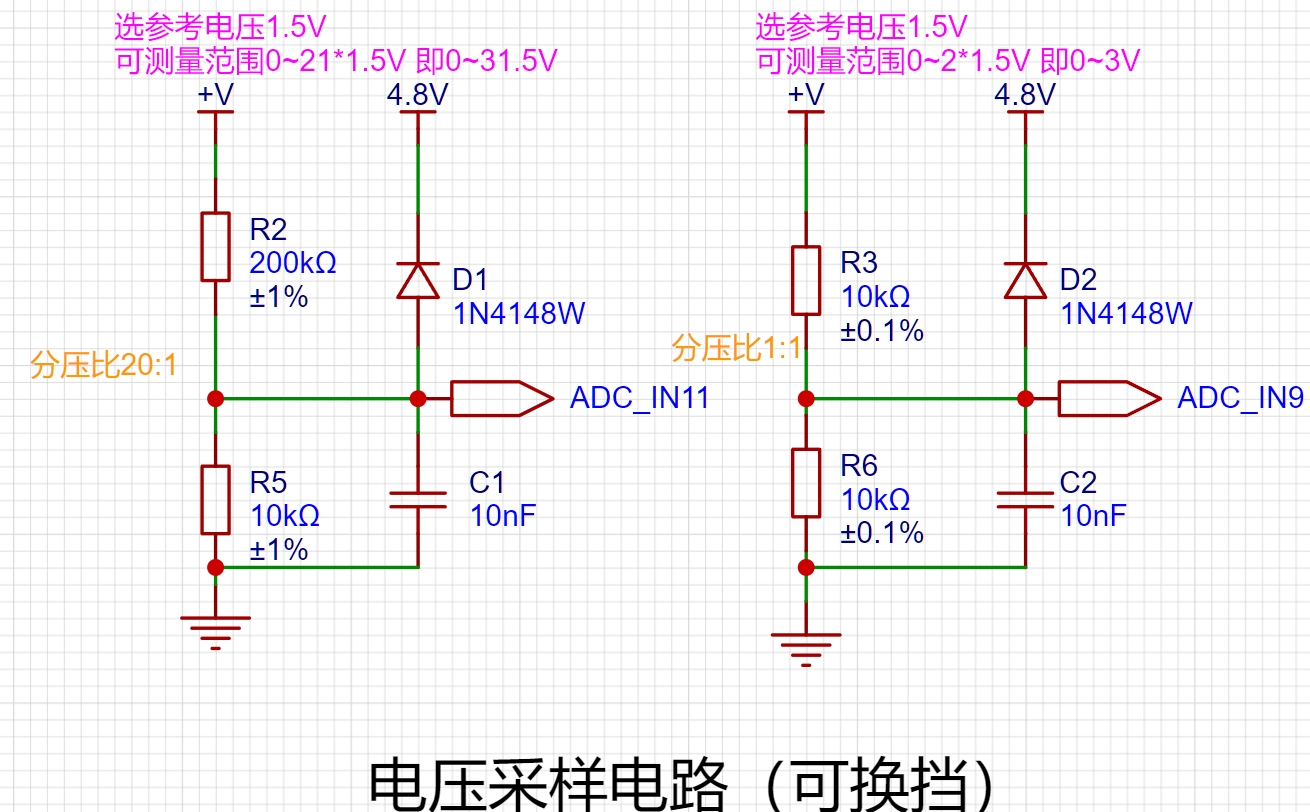 选参考电压1.5V
可测量范围0~21*1.5V 即0~31.5V
+V
4.8V
R2
200kΩ
±1%
D1
1N4148W
分压比20:1
ADC_IN11
R5
10kΩ
±1%
C1
10nF
选参考电压1.5V
可测量范围0~2*1.5V 即0~3V
+V
4.8V
R3
10kΩ
±0.1%
D2
1N4148W
分压比1:1
ADC_IN9
R6
10kΩ
±0.1%
C2
10nF
电压采样电路（可换挡）